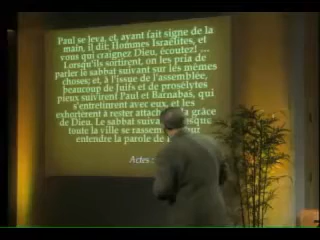 Paul se leva, et, ayant fait signe de la
main, il dit: Hommes Israélites, et
vous qui craignez Dieu, écoutez! ...
Lorsqu'ils sortirent, on les pria de
parler le sabbat suivant sur les mêmes
choses; et, à l'issue de l'assemblée,
beaucoup de Juifs et de prosélytes
pieux suivirent Paul et Barnabas, qui
s'entretinrent avec eux, et les
exhortèrent à rester attachés la grâce
de Dieu. Le sabbat suivant
toute la ville se
entendre la parole de
Actes :